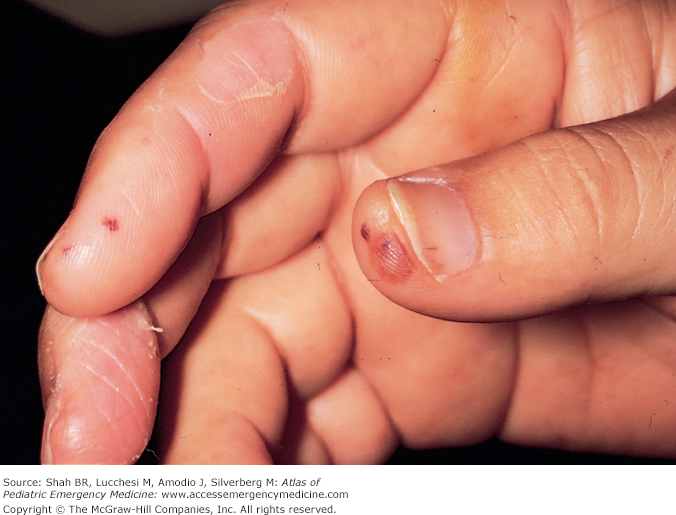 Source: Shah BR, Lucchesi M, Amodio J, Silverberg M: Atlas of
Pediatric Emergency Medicine: www.accessemergencymedicine.com
Copyright © The McGraw-Hill Companies, Inc. All rights reserved.